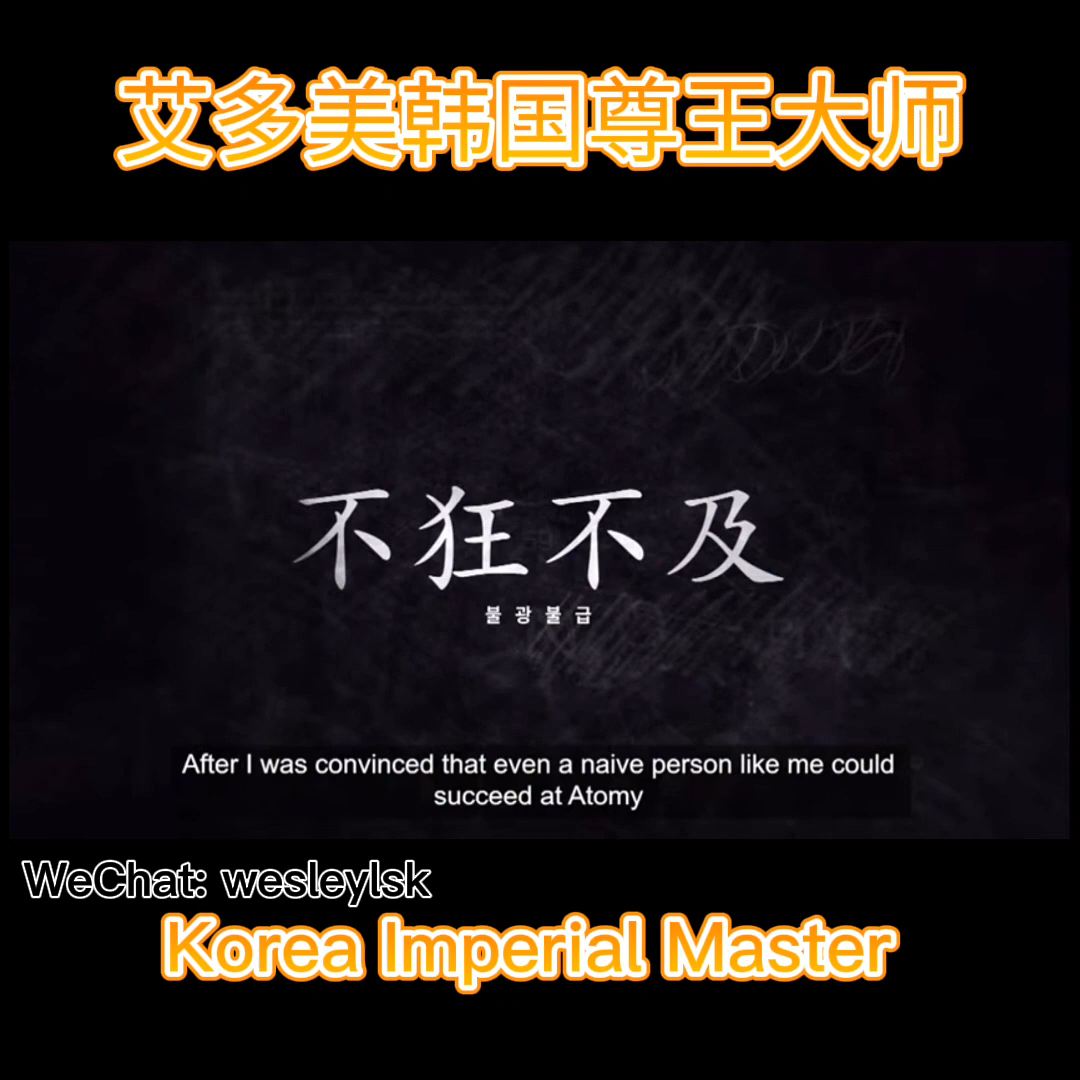 艾多美韩国尊王大师
不狂不及
불광불급
After I was convinced that even a naive person like me could
succeed at Atomy
WeChat: wesleylsk
Korea Imperial Master